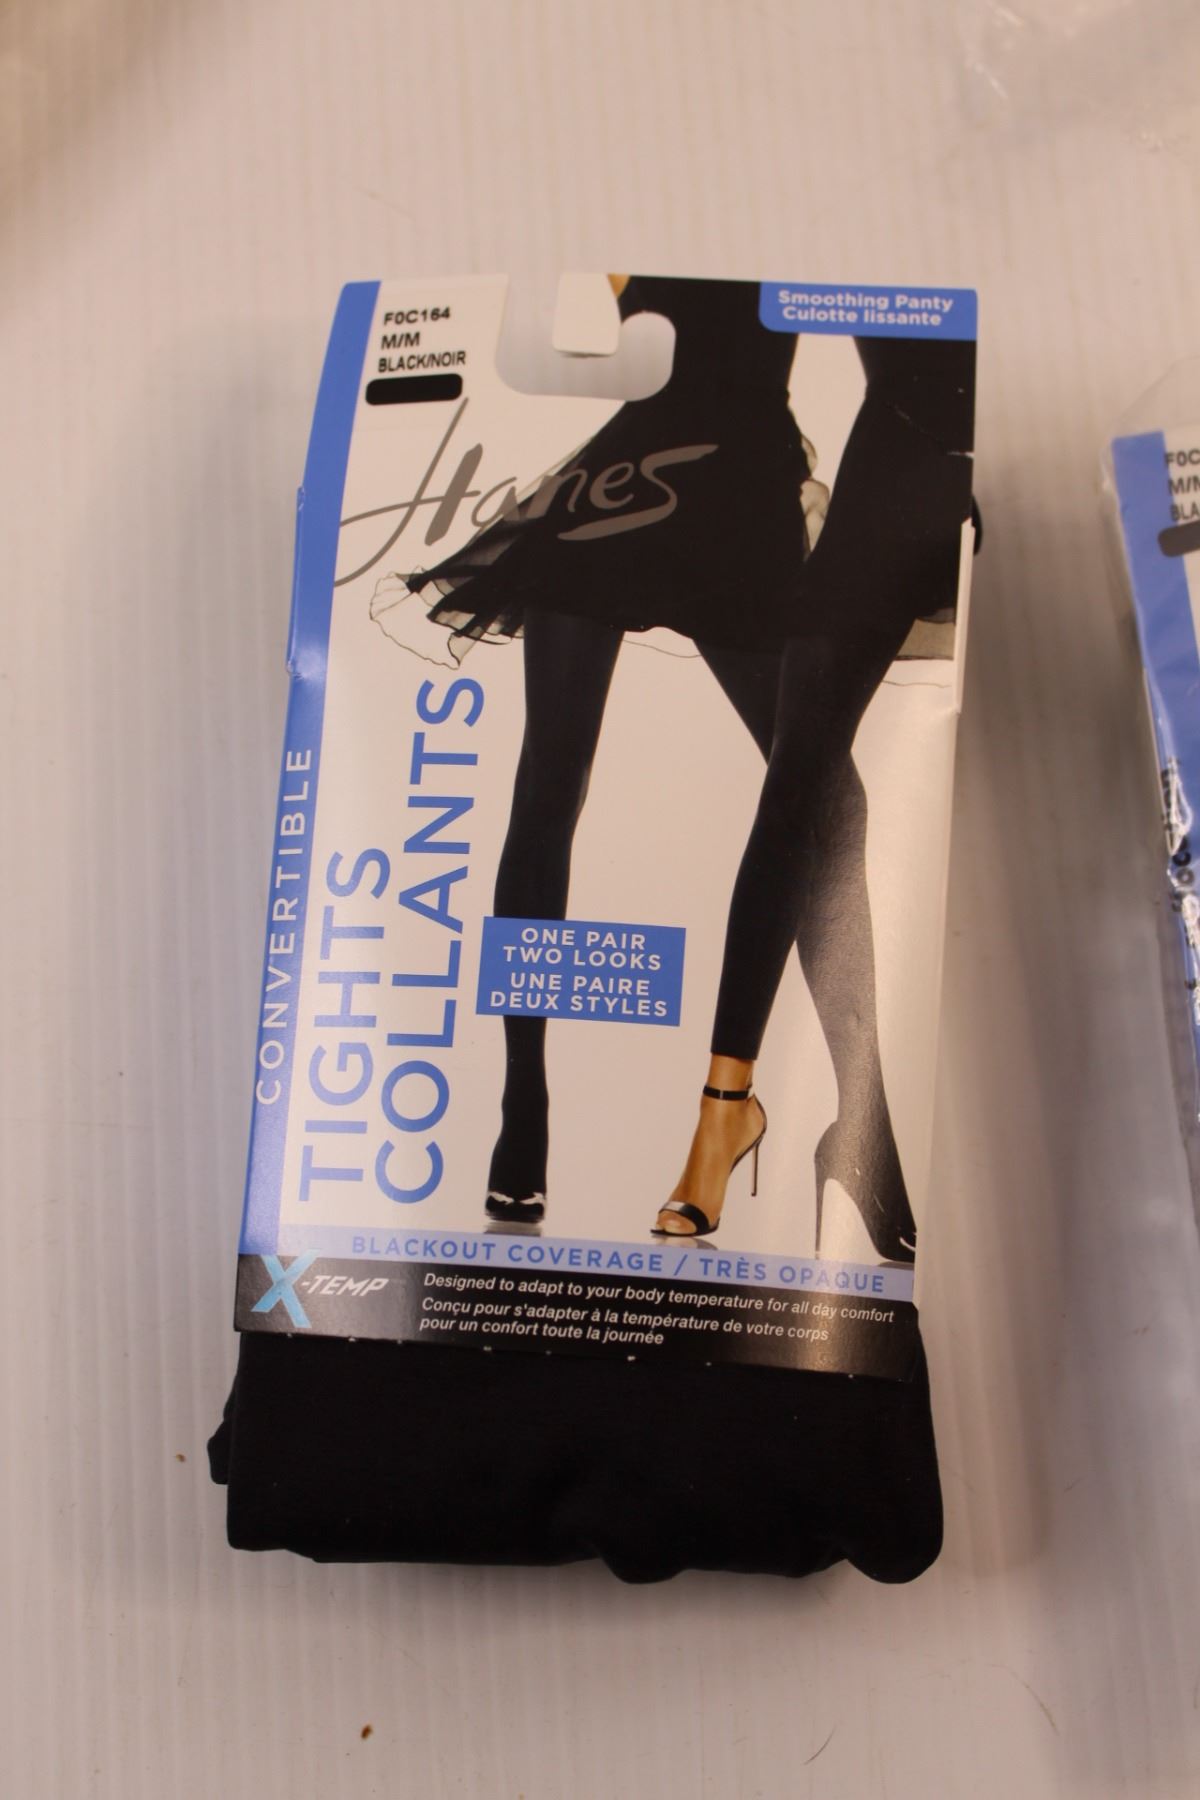 F0C164
M/M
BLACK/NOIR
Smoothing Panty
Culotte lissante
Hanes
CONVERTIBLE
TIGHTS
COLLANTS
ONE PAIR
TWO LOOKS
UNE PAIRE
DEUX STYLES
BLACKOUT COVERAGE / TRÈS OPAQUE
X-TEMP
Designed to adapt to your body temperature for all day comfort
Conçu pour s'adapter à la température de votre corps
pour un confort toute la journée
F0C
M/M
BLA